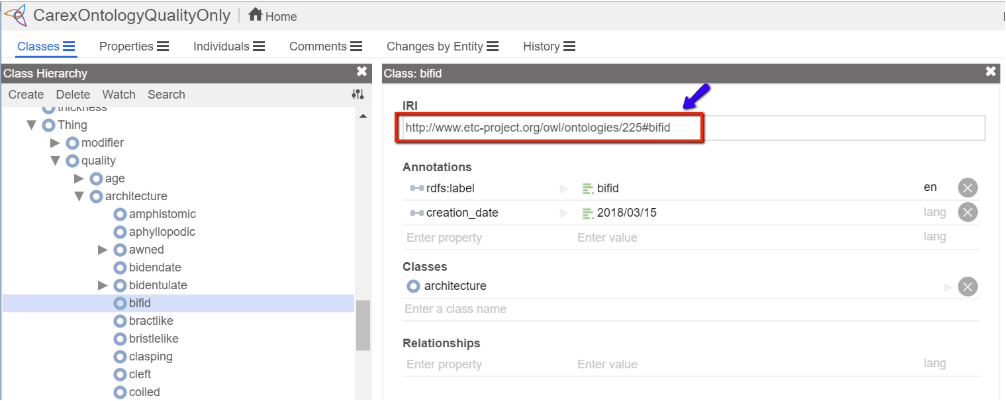 CarexOntologyQualityOnly | Home
Classes Properties Individuals Comments Changes by Entity History
Class Hierarchy
Create Delete Watch Search
thickness
Thing
modifier
quality
age
architecture
amphistomic
aphyllopodic
awned
bidendate
bidentulate
bifid
bractlike
bristlelike
clasping
cleft
coiled
Class: bifid
IRI
http://www.etc-project.org/owl/ontologies/225#bifid
Annotations
rdfs:label bifid en
creation_date 2018/03/15 lang
Enter property Enter value lang
Classes
architecture
Enter a class name
Relationships
Enter property Enter value lang